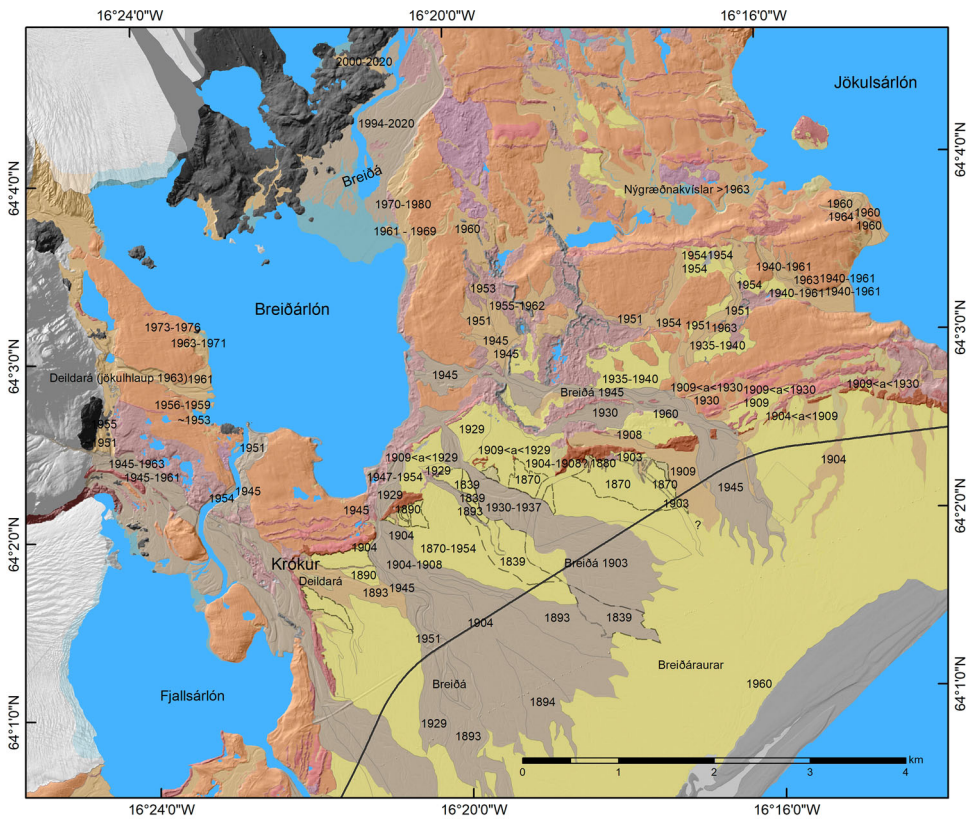 16°24'0"W
16°20'0"W
16°16'0"W
2000-2020
Jökulsárlón
1994-2020
64°4'0"N
64°4'0"N
Breiðá
Nýgræðnakvíslar >1963
1970-1980
1960
1964
1960
1960
1961 - 1969
1960
1954
1954
1954
1940-1961
1963
1940-1961
1954
1940-1961
1940-1961
1953
1955-1962
1951
Breiðárlón
1951
1951
1954
1951
1963
64°3'0"N
1973-1976
1963-1971
1945
1935-1940
1945
64°3'0"N
Deildará (jökulhlaup 1963)
1961
1945
1935-1940
1909<a<1930
1909<a<1930
1909<a<1930
Breiðá 1945
1956-1959
1930
1909
~1953
1930
1960
1904<a<1909
955
1929
1908
951
1951
1909<a<1929
1909<a<1929
1903
1904
1945-1963
1904-1908?
1880
1945-1961
1947-1954
1929
1870
1909
1839
1870
1870
1945
1945
1929
1954
1839
1903
64°2'0"N
1945
1890
1893
1930-1937
?
64°2'0"N
1904
1904
1870-1954
Krókur
1904-1908
1839
Breiðá 1903
1890
Deildará
1893
1945
1904
1893
1839
1951
Breiðáraurar
Fjallsárlón
Breiðá
1960
64°1'0"N
1894
64°1'0"N
1929
1893
km
0
1
2
3
4
16°24'0"W
16°20'0"W
16°16'0"W